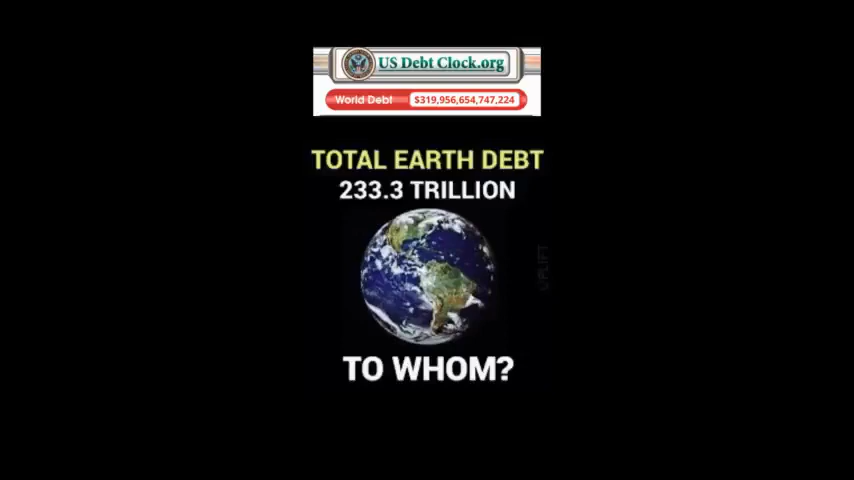 US Debt Clock.org
World Debt $319,956,654,747,224
TOTAL EARTH DEBT
233.3 TRILLION
UPLIFT
TO WHOM?